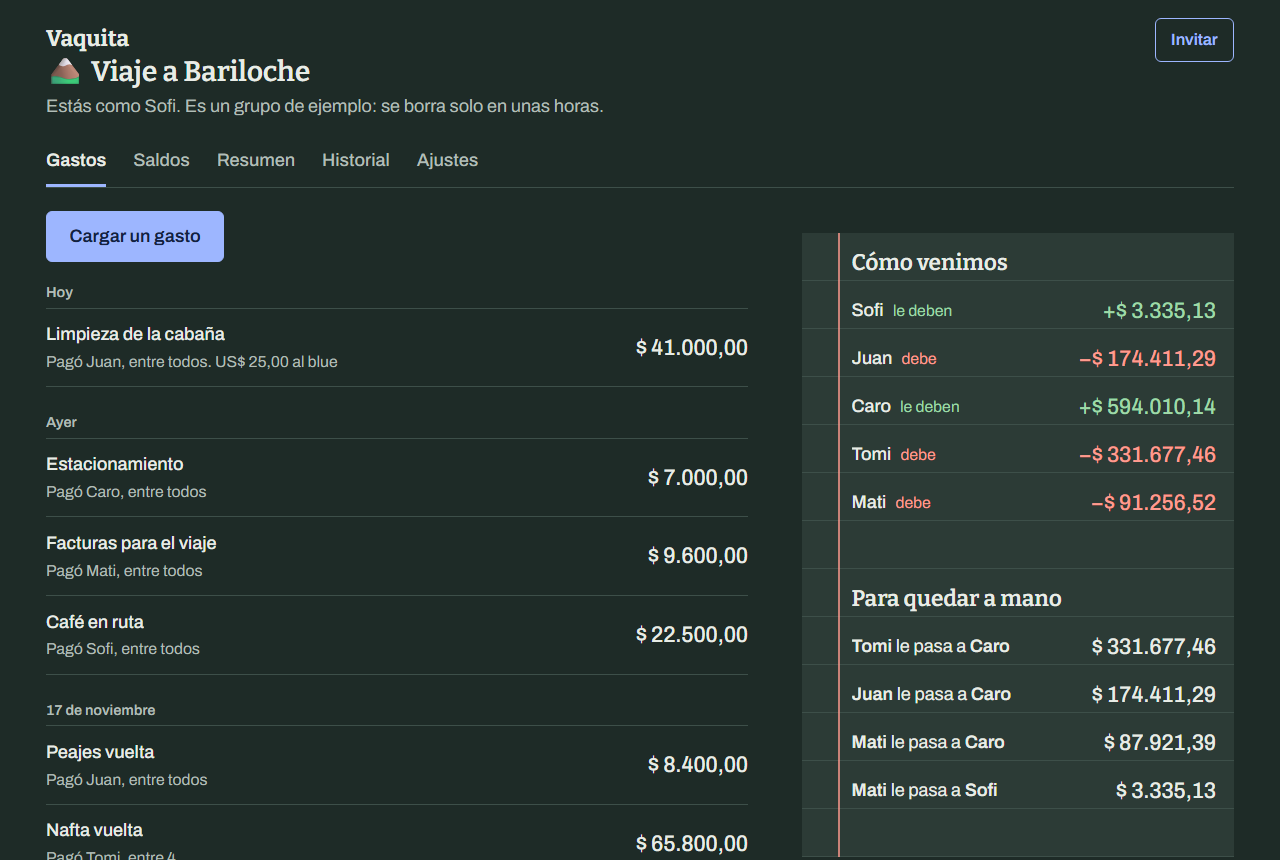 Vaquita
Viaje a Bariloche
Invitar
Estás como Sofi. Es un grupo de ejemplo: se borra solo en unas horas.
Gastos Saldos Resumen Historial Ajustes
Cargar un gasto
Hoy
Limpieza de la cabaña
$ 41.000,00
Pagó Juan, entre todos. US$ 25,00 al blue
Ayer
Estacionamiento
$ 7.000,00
Pagó Caro, entre todos
Facturas para el viaje
$ 9.600,00
Pagó Mati, entre todos
Café en ruta
$ 22.500,00
Pagó Sofi, entre todos
17 de noviembre
Peajes vuelta
$ 8.400,00
Pagó Juan, entre todos
Nafta vuelta
$ 65.800,00
Pagó Tomi, entre 4
Cómo venimos
Sofi le deben +$ 3.335,13
Juan debe −$ 174.411,29
Caro le deben +$ 594.010,14
Tomi debe −$ 331.677,46
Mati debe −$ 91.256,52
Para quedar a mano
Tomi le pasa a Caro $ 331.677,46
Juan le pasa a Caro $ 174.411,29
Mati le pasa a Caro $ 87.921,39
Mati le pasa a Sofi $ 3.335,13